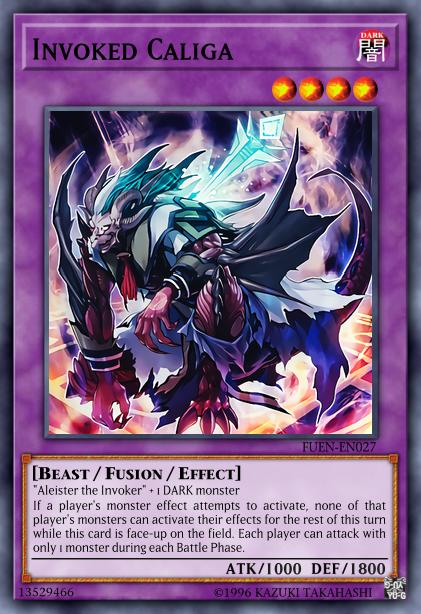 INVOKED CALIGA
DARK
闇
FUEN-EN027
[BEAST / FUSION / EFFECT]
"Aleister the Invoker" + 1 DARK monster
If a player's monster effect attempts to activate, none of that
player's monsters can activate their effects for the rest of this turn
while this card is face-up on the field. Each player can attack with
only 1 monster during each Battle Phase.
ATK/1000 DEF/1800
13529466
©1996 KAZUKI TAKAHASHI